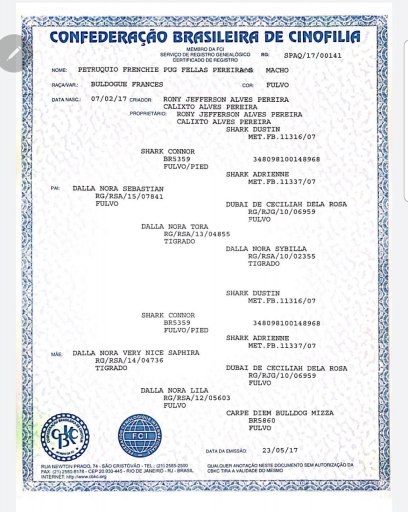 CONFEDERAÇÃO BRASILEIRA DE CINOFILIA
MEMBRO DA FCI
SERVIÇO DE REGISTRO GENEALÓGICO
CERTIFICADO DE REGISTRO
RG: SPAQ/17/00141
NOME: PETRUQUIO FRENCHIE PUG FELLAS PEREIRA MACHO
RAÇA/VAR.: BULDOGUE FRANCES COR: FULVO
DATA NASC.: 07/02/17 CRIADOR: RONY JEFFERSON ALVES PEREIRA
CALIXTO ALVES PEREIRA
PROPRIETÁRIO: RONY JEFFERSON ALVES PEREIRA
CALIXTO ALVES PEREIRA
SHARK DUSTIN
MET.FB.11316/07
SHARK CONNOR
BR5359 348098100148968
FULVO/PIED
SHARK ADRIENNE
MET.FB.11337/07
PAI: DALLA NORA SEBASTIAN
RG/RSA/15/07841
FULVO
DUBAI DE CECILIAH DELA ROSA
RG/RJG/10/06959
FULVO
DALLA NORA TORA
RG/RSA/13/04855
TIGRADO
DALLA NORA SYBILLA
RG/RSA/10/02355
TIGRADO
SHARK DUSTIN
MET.FB.11316/07
SHARK CONNOR
BR5359 348098100148968
FULVO/PIED
SHARK ADRIENNE
MET.FB.11337/07
MÃE: DALLA NORA VERY NICE SAPHIRA
RG/RSA/14/04736
TIGRADO
DUBAI DE CECILIAH DELA ROSA
RG/RJG/10/06959
FULVO
DALLA NORA LILA
RG/RSA/12/05603
FULVO
CARPE DIEM BULLDOG MIZZA
BR5860
FULVO
CBKC
FCI
DATA DA EMISSÃO: 23/05/17
RUA NEWTON PRADO, 74 - SÃO CRISTÓVÃO - TEL.: (21) 2585-2500
FAX: (21) 2580-8178 - CEP 20.930-445 - RIO DE JANEIRO - RJ - BRASIL
INTERNET: http://www.cbkc.org
QUALQUER ANOTAÇÃO NESTE DOCUMENTO SEM AUTORIZAÇÃO DA
CBKC TIRA A VALIDADE DO MESMO